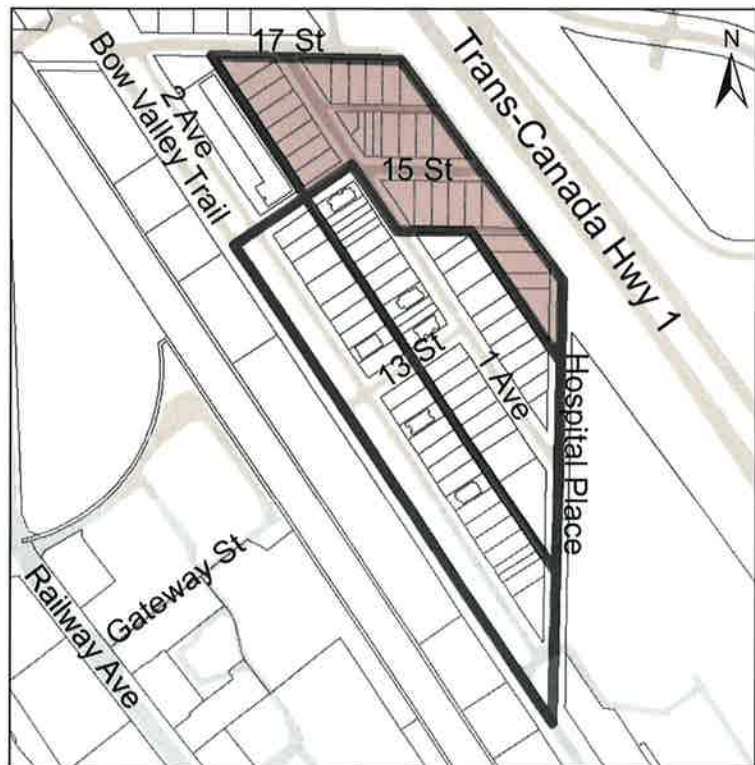 17 St
N
Trans-Canada Hwy 1
Bow Valley Trail
2 Ave
15 St
13 St
1 Ave
Hospital Place
Gateway St
Railway Ave